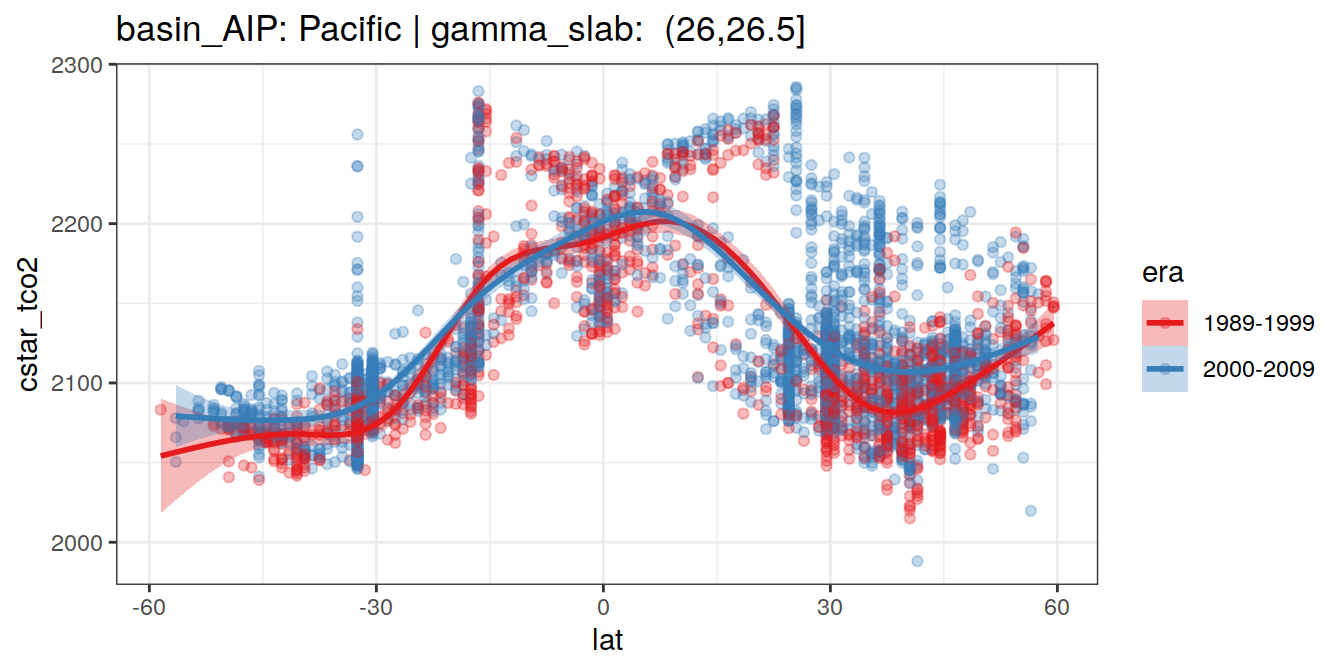 basin_AIP: Pacific | gamma_slab:  (26,26.5]
2300
2200
2100
2000
cstar_tco2
-60
-30
0
30
60
lat
era
1989-1999
2000-2009